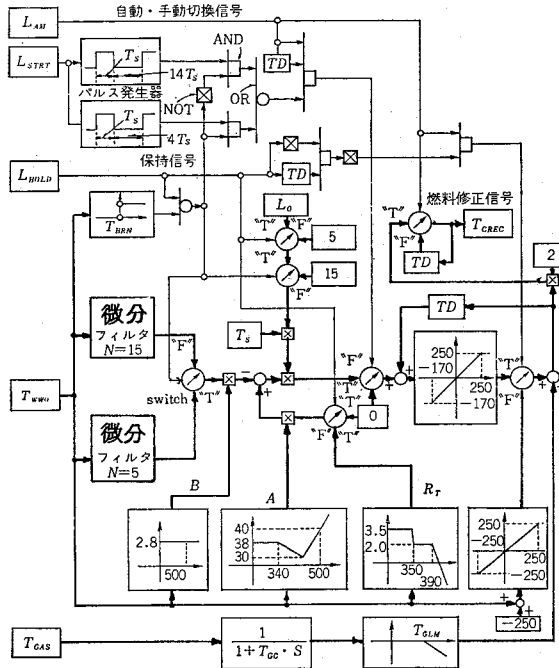 自動・手動切換信号
L_AM
AND
L_STRT
T_S
14T_S
TD
パルス発生器
NOT
OR
T_S
4T_S
保持信号
L_HOLD
TD
L_0
燃料修正信号
"T"
"F"
5
"T"
T_CREC
"F"
T_BRN
"T"
15
TD
2
"F"
微分
フィルタ
N=15
T_S
TD
"F"
"F"
250
-170
250
-170
"T"
"F"
T_WWO
switch
"T"
−
+
"T"
+
+
+
+
0
"T"
"F"
微分
フィルタ
N=5
B
A
R_T
2.8
500
40
38
30
340
500
3.5
2.0
350
390
250
-250
250
-250
+
+
-250
T_GAS
1
1+T_GC・S
T_GLM